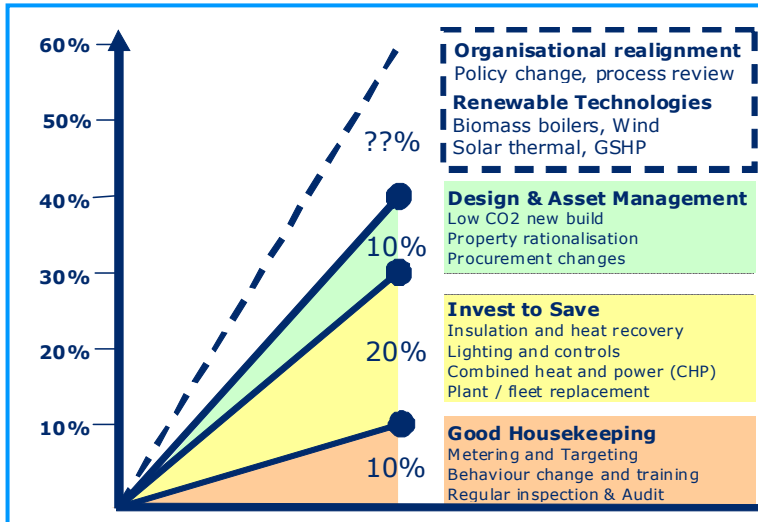 60%
50%
40%
30%
20%
10%
??%
10%
20%
10%
Organisational realignment
Policy change, process review
Renewable Technologies
Biomass boilers, Wind
Solar thermal, GSHP
Design & Asset Management
Low CO2 new build
Property rationalisation
Procurement changes
Invest to Save
Insulation and heat recovery
Lighting and controls
Combined heat and power (CHP)
Plant / fleet replacement
Good Housekeeping
Metering and Targeting
Behaviour change and training
Regular inspection & Audit